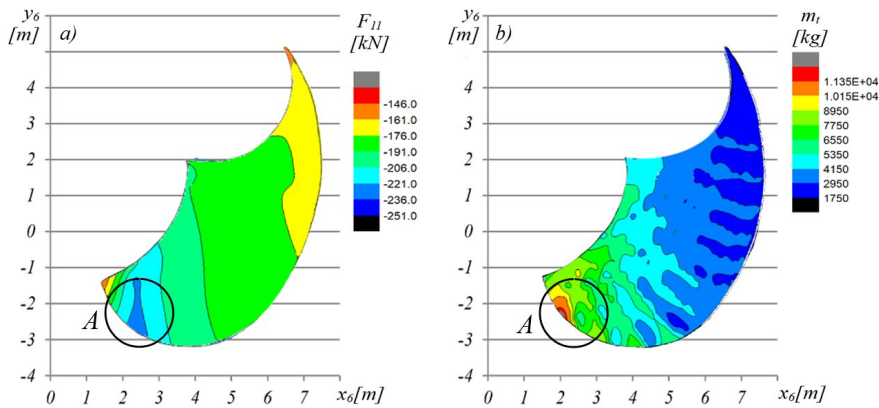 y6
[m]
a)
F11
[kN]
-146.0
-161.0
-176.0
-191.0
-206.0
-221.0
-236.0
-251.0
4
3
2
1
0
-1
-2
-3
-4
A
0 1 2 3 4 5 6 7
x6[m]
y6
[m]
b)
mt
[kg]
1.135E+04
1.015E+04
8950
7750
6550
5350
4150
2950
1750
4
3
2
1
0
-1
-2
-3
-4
A
0 1 2 3 4 5 6 7
x6[m]